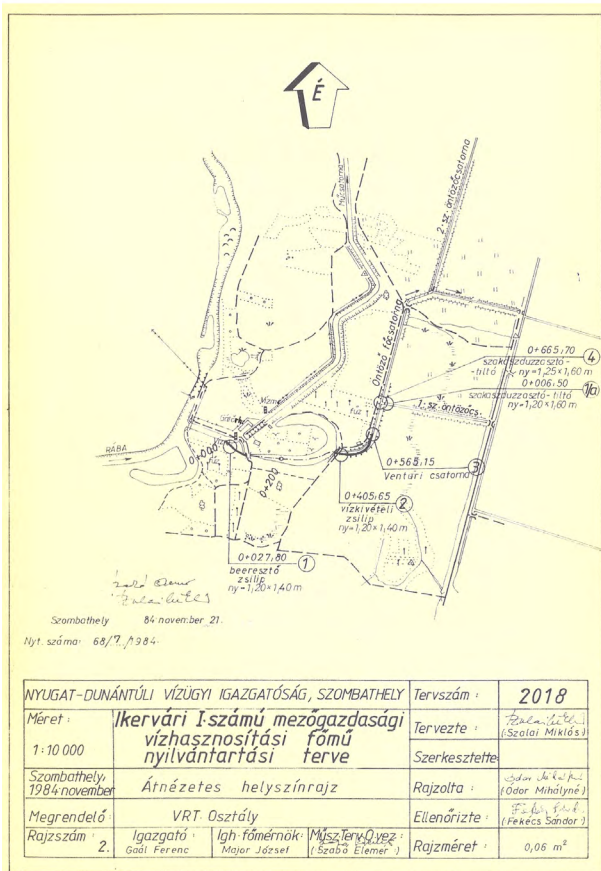 É
2-sz. öntözőcsatorna
Öntöző főcsatorna
0+665,70
szakaszduzzasztó-
-tiltó ny=1,25×1,60 m
4
0+006,50
szakaszduzzasztó- tiltó
ny=1,20×1,60 m
1/a
RÁBA
0+000
0+200
0+565,15
Venturi csatorna
3
0+405,65
vízkivételi
zsilip
ny=1,20×1,40 m
2
0+027,80
beeresztő
zsilip
ny=1,20×1,40 m
1
Szombathely 84 november 21.
Nyt. száma: 68/7/1984.
NYUGAT-DUNÁNTÚLI VÍZÜGYI IGAZGATÓSÁG, SZOMBATHELY
Tervszám: 2018
Méret:
1:10 000
Ikervári I.számú mezőgazdasági
vízhasznosítási főmű
nyilvántartási terve
Tervezte: (Szalai Miklós)
Szerkesztette
Szombathely,
1984.november
Átnézetes helyszínrajz
Rajzolta: (Ódor Mihályné)
Megrendelő: VRT. Osztály
Ellenőrizte: (Fekécs Sándor)
Rajzszám: 2.
Igazgató: Gaál Ferenc
Igh. főmérnök: Major József
Műsz.Terv.O.vez.: (Szabó Elemér)
Rajzméret: 0,06 m²